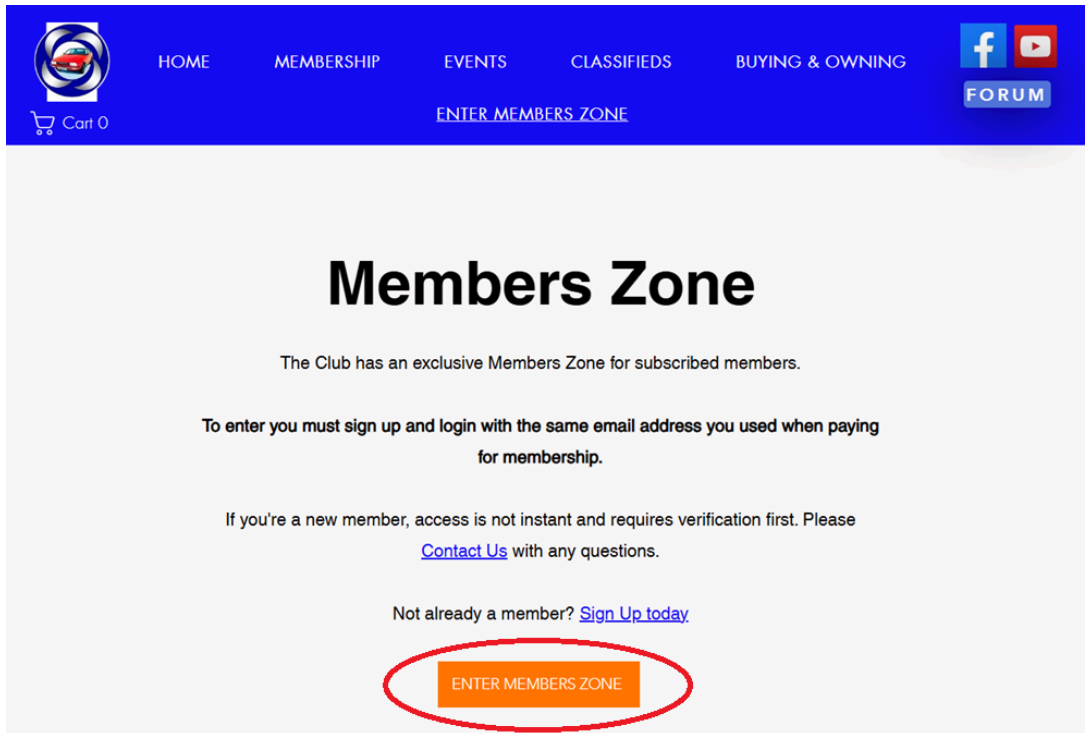 HOME MEMBERSHIP EVENTS CLASSIFIEDS BUYING & OWNING
FORUM
Cart 0
ENTER MEMBERS ZONE
Members Zone
The Club has an exclusive Members Zone for subscribed members.
To enter you must sign up and login with the same email address you used when paying
for membership.
If you're a new member, access is not instant and requires verification first. Please
Contact Us with any questions.
Not already a member? Sign Up today
ENTER MEMBERS ZONE